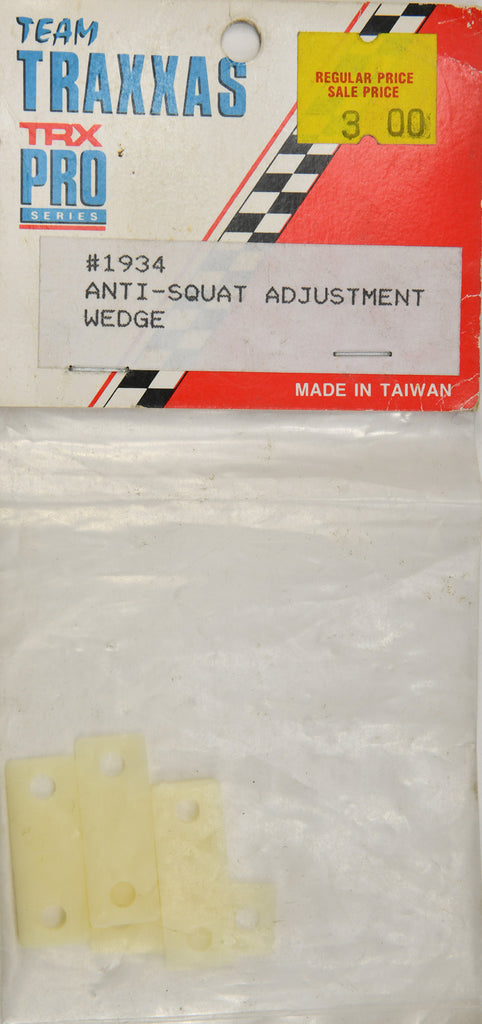 TEAM
TRAXXAS
TRX
PRO
SERIES
REGULAR PRICE
SALE PRICE
3 00
#1934
ANTI-SQUAT ADJUSTMENT
WEDGE
MADE IN TAIWAN